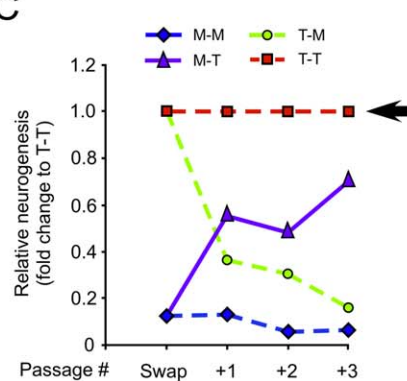 C
M-M T-M
M-T T-T
Relative neurogenesis
(fold change to T-T)
1.2
1.0
0.8
0.6
0.4
0.2
0
Passage # Swap +1 +2 +3